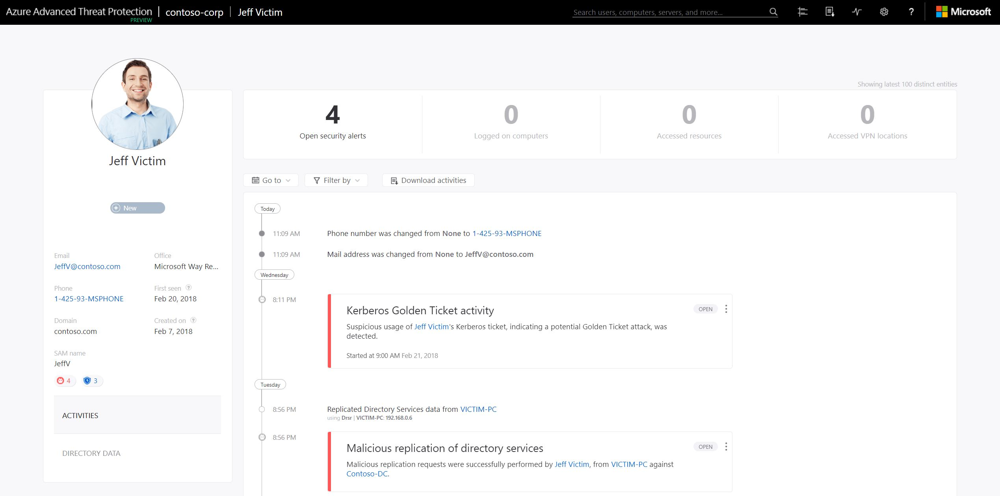 Azure Advanced Threat Protection
PREVIEW
contoso-corp
Jeff Victim
Search users, computers, servers, and more...
?
Microsoft
Showing latest 100 distinct entities
Jeff Victim
New
Email
JeffV@contoso.com
Office
Microsoft Way Re...
Phone
1-425-93-MSPHONE
First seen ?
Feb 20, 2018
Domain
contoso.com
Created on ?
Feb 7, 2018
SAM name
JeffV
4
3
ACTIVITIES
DIRECTORY DATA
4
Open security alerts
0
Logged on computers
0
Accessed resources
0
Accessed VPN locations
Go to
Filter by
Download activities
Today
11:09 AM
Phone number was changed from None to 1-425-93-MSPHONE
11:09 AM
Mail address was changed from None to JeffV@contoso.com
Wednesday
8:11 PM
Kerberos Golden Ticket activity
OPEN
Suspicious usage of Jeff Victim's Kerberos ticket, indicating a potential Golden Ticket attack, was
detected.
Started at 9:00 AM Feb 21, 2018
Tuesday
8:56 PM
Replicated Directory Services data from VICTIM-PC
using Drsr | VICTIM-PC: 192.168.0.6
8:56 PM
Malicious replication of directory services
OPEN
Malicious replication requests were successfully performed by Jeff Victim, from VICTIM-PC against
Contoso-DC.